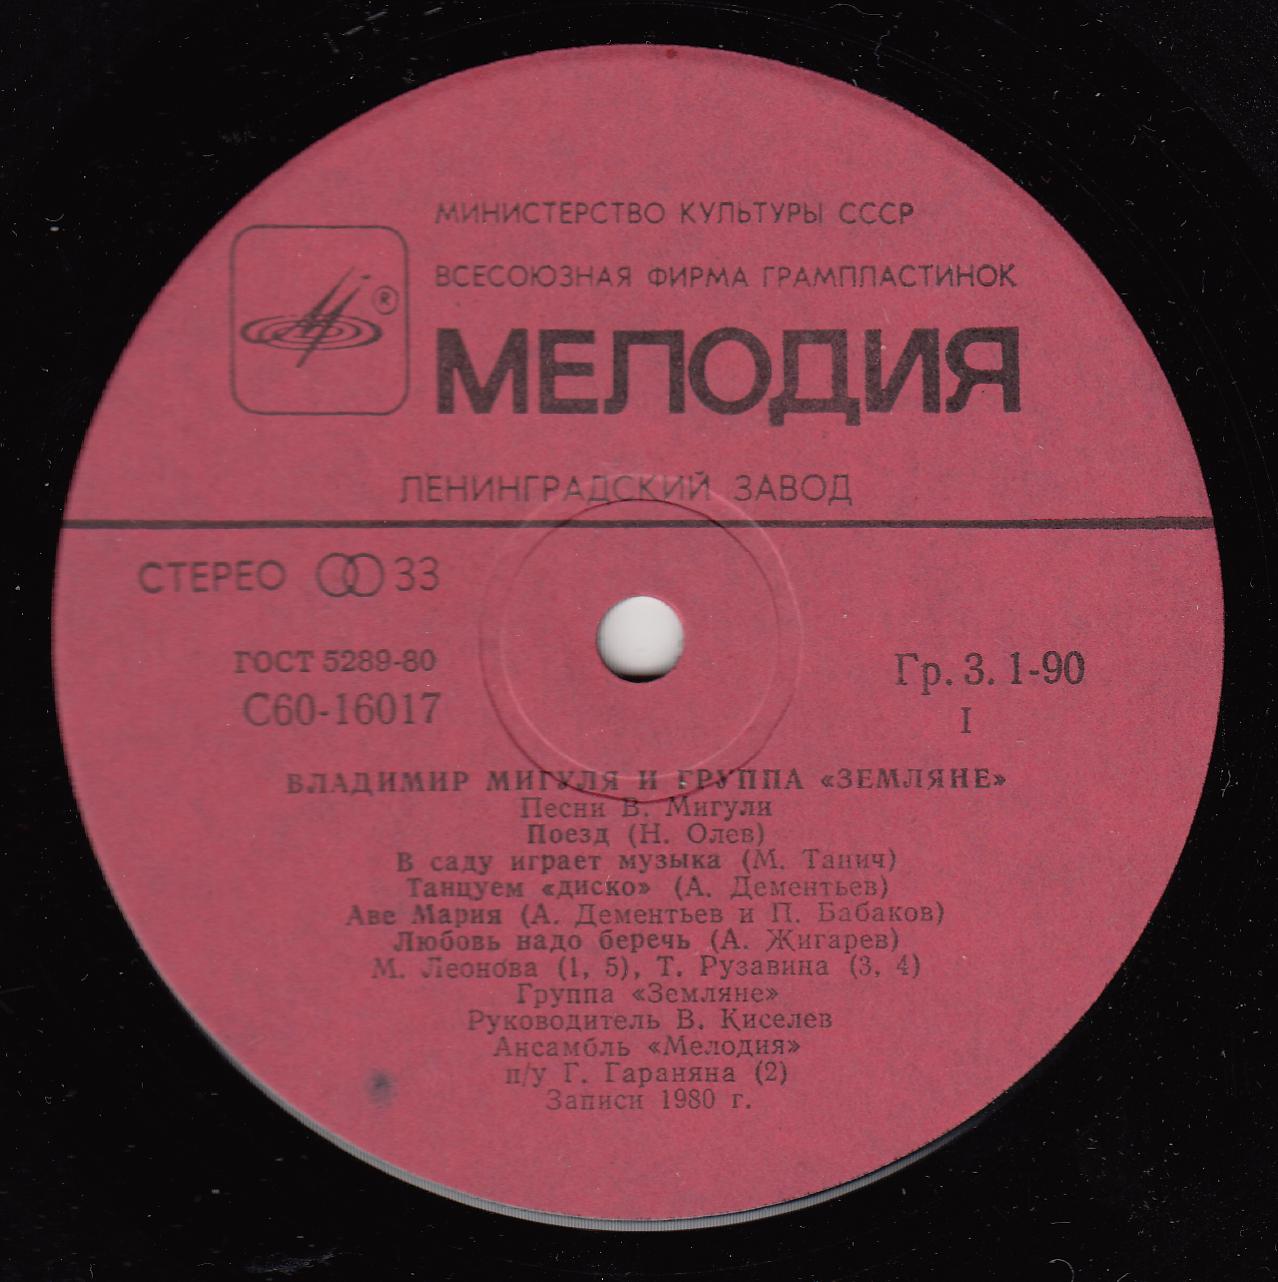 МИНИСТЕРСТВО КУЛЬТУРЫ СССР
ВСЕСОЮЗНАЯ ФИРМА ГРАМПЛАСТИНОК
®
МЕЛОДИЯ
ЛЕНИНГРАДСКИЙ ЗАВОД
СТЕРЕО 33
ГОСТ 5289-80
С60-16017
Гр. 3. 1-90
I
ВЛАДИМИР МИГУЛЯ И ГРУППА «ЗЕМЛЯНЕ»
Песни В. Мигули
Поезд (Н. Олев)
В саду играет музыка (М. Танич)
Танцуем «диско» (А. Дементьев)
Аве Мария (А. Дементьев и П. Бабаков)
Любовь надо беречь (А. Жигарев)
М. Леонова (1, 5), Т. Рузавина (3, 4)
Группа «Земляне»
Руководитель В. Киселев
Ансамбль «Мелодия»
п/у Г. Гараняна (2)
Записи 1980 г.